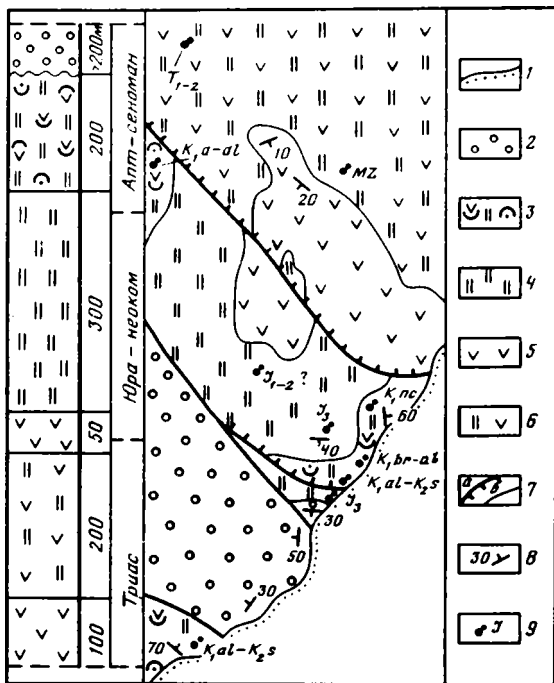 >200м
200
300
50
200
100
Апт-сеноман
Юра-неоком
Триас
T₁₋₂
K₁a-al
10
MZ
20
J₁₋₂?
J₃
40
K₁nc
60
K₁br-ab
K₁al-K₂s
J₃
30
50
30
70
K₁al-K₂s
1
2
3
4
5
6
a b 7
30 8
J 9